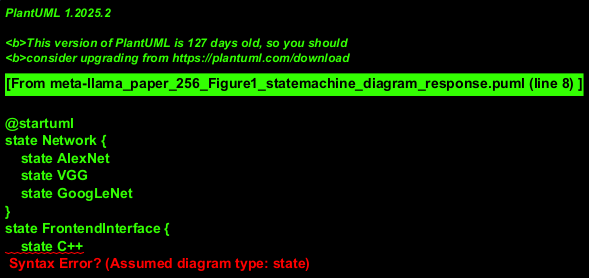 PlantUML 1.2025.2
<b>This version of PlantUML is 127 days old, so you should
<b>consider upgrading from https://plantuml.com/download
[From meta-llama_paper_256_Figure1_statemachine_diagram_response.puml (line 8) ]
@startuml
state Network {
state AlexNet
state VGG
state GoogLeNet
}
state FrontendInterface {
state C++
Syntax Error? (Assumed diagram type: state)